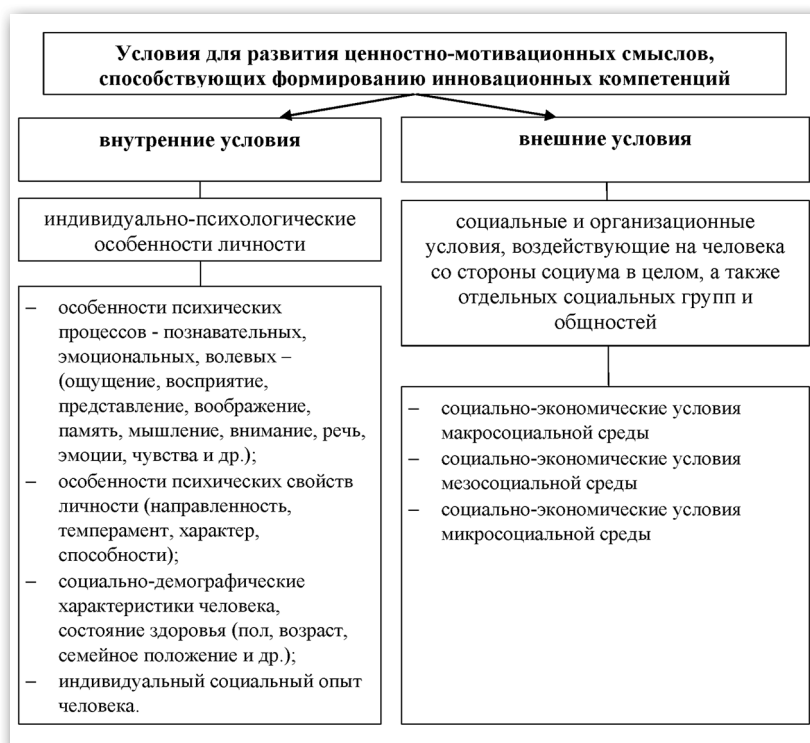 Условия для развития ценностно-мотивационных смыслов,
способствующих формированию инновационных компетенций
внутренние условия
индивидуально-психологические
особенности личности
– особенности психических
процессов - познавательных,
эмоциональных, волевых –
(ощущение, восприятие,
представление, воображение,
память, мышление, внимание, речь,
эмоции, чувства и др.);
– особенности психических свойств
личности (направленность,
темперамент, характер,
способности);
– социально-демографические
характеристики человека,
состояние здоровья (пол, возраст,
семейное положение и др.);
– индивидуальный социальный опыт
человека.
внешние условия
социальные и организационные
условия, воздействующие на человека
со стороны социума в целом, а также
отдельных социальных групп и
общностей
– социально-экономические условия
макросоциальной среды
– социально-экономические условия
мезосоциальной среды
– социально-экономические условия
микросоциальной среды